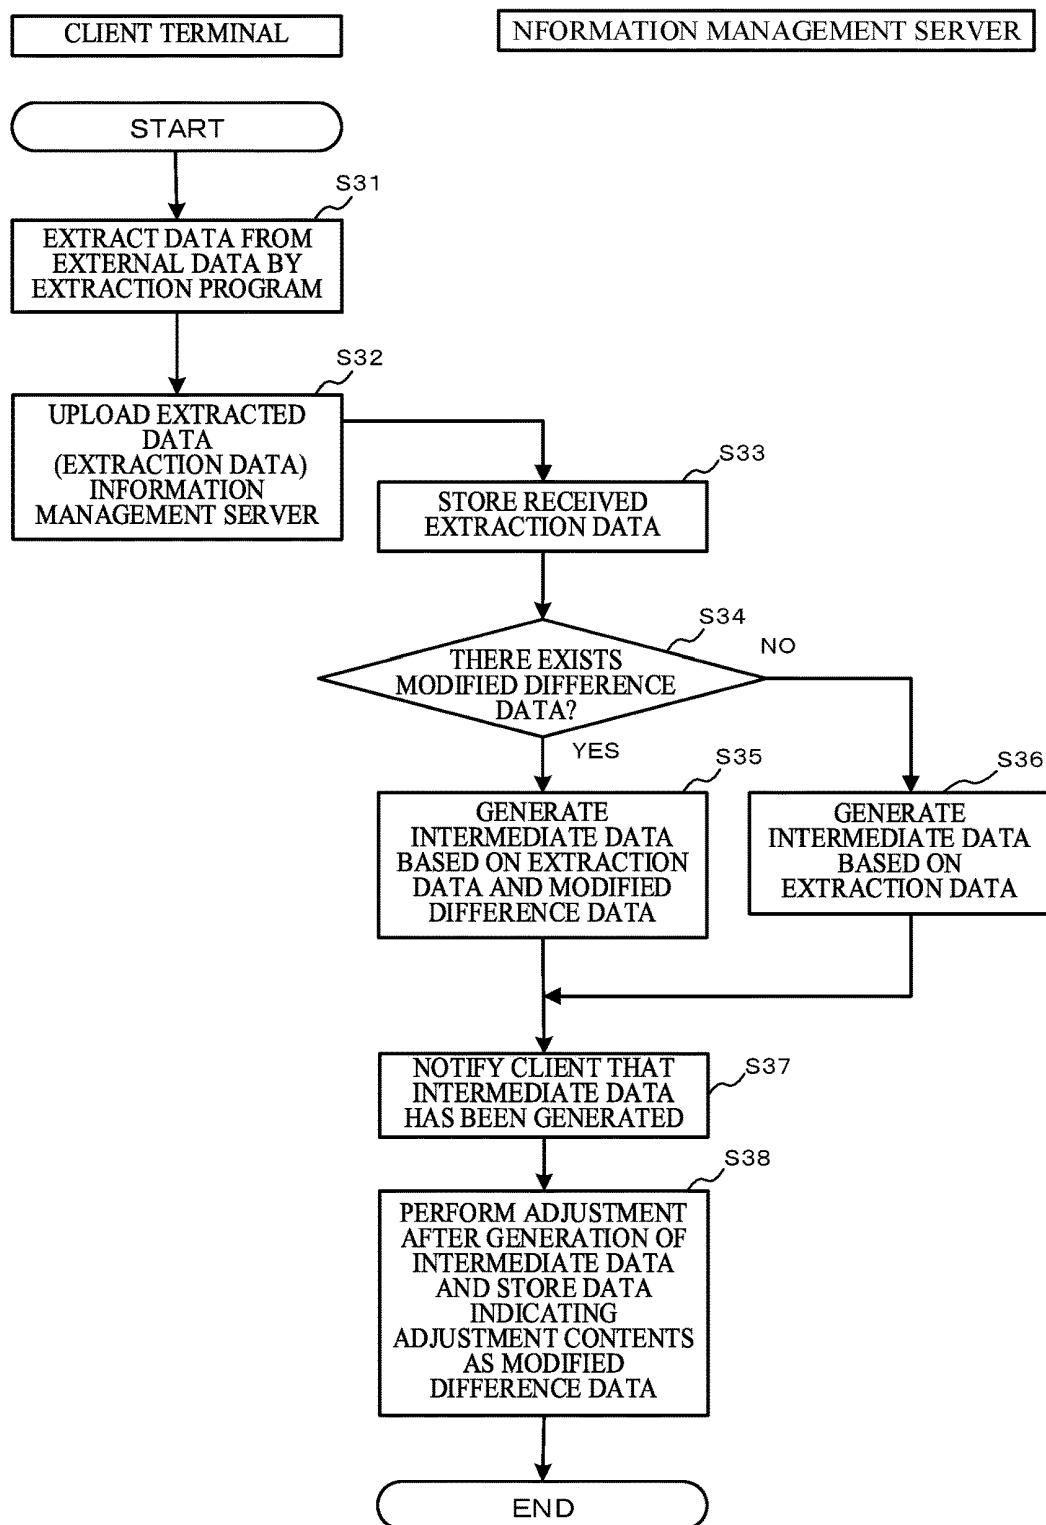 CLIENT TERMINAL
NFORMATION MANAGEMENT SERVER
START
S31
EXTRACT DATA FROM
EXTERNAL DATA BY
EXTRACTION PROGRAM
S32
UPLOAD EXTRACTED
DATA
(EXTRACTION DATA)
INFORMATION
MANAGEMENT SERVER
S33
STORE RECEIVED
EXTRACTION DATA
S34
THERE EXISTS
MODIFIED DIFFERENCE
DATA?
NO
YES
S35
GENERATE
INTERMEDIATE DATA
BASED ON EXTRACTION
DATA AND MODIFIED
DIFFERENCE DATA
S36
GENERATE
INTERMEDIATE DATA
BASED ON
EXTRACTION DATA
S37
NOTIFY CLIENT THAT
INTERMEDIATE DATA
HAS BEEN GENERATED
S38
PERFORM ADJUSTMENT
AFTER GENERATION OF
INTERMEDIATE DATA
AND STORE DATA
INDICATING
ADJUSTMENT CONTENTS
AS MODIFIED
DIFFERENCE DATA
END